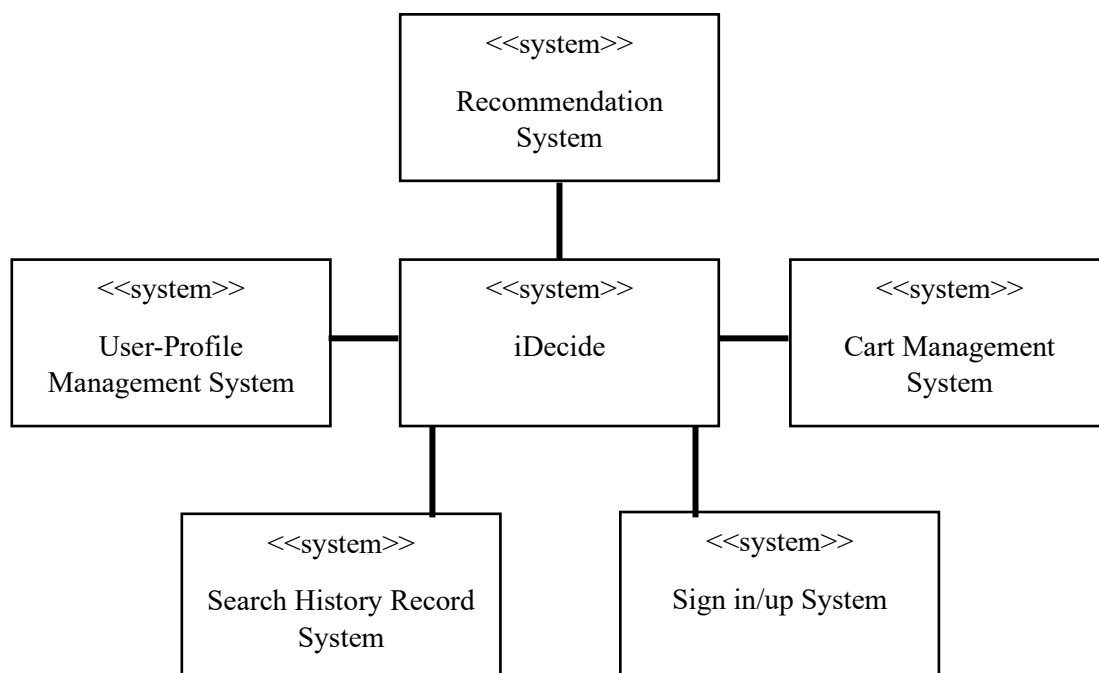 <<system>>
Recommendation
System
<<system>>
User-Profile
Management System
<<system>>
iDecide
<<system>>
Cart Management
System
<<system>>
Search History Record
System
<<system>>
Sign in/up System